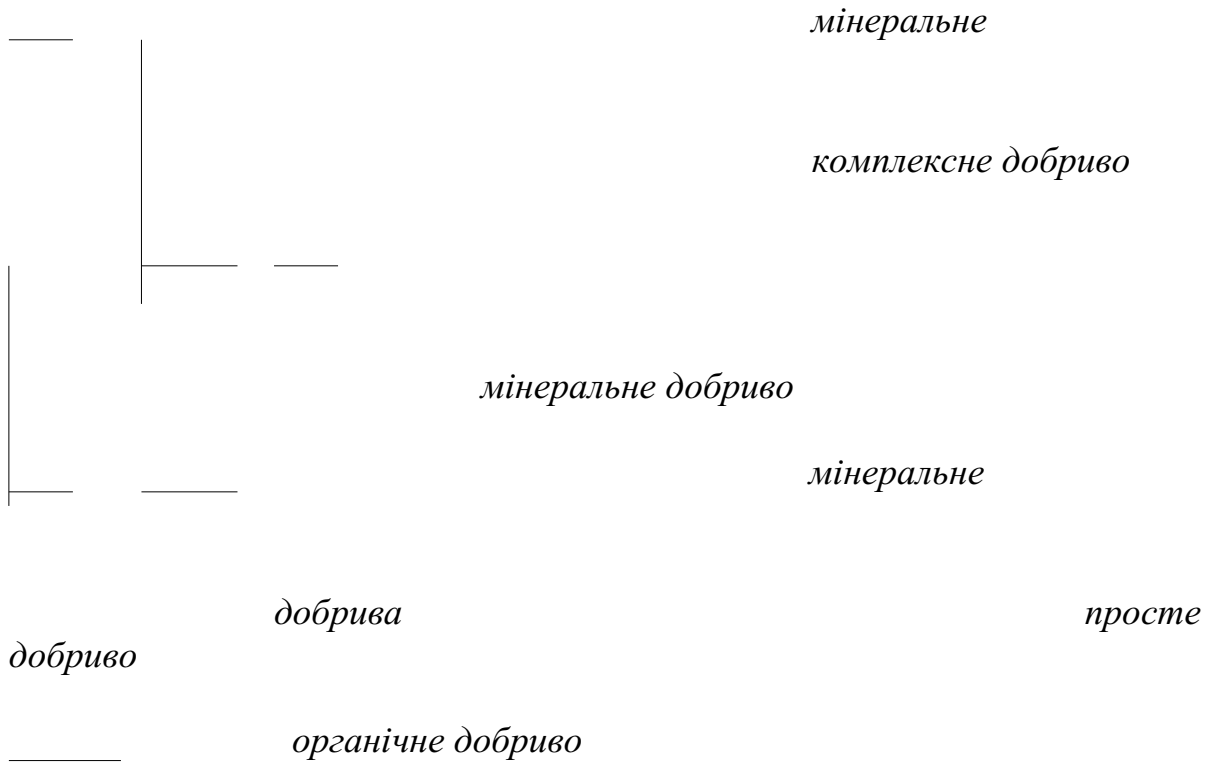 мінеральне
комплексне добриво
мінеральне добриво
мінеральне
добрива просте
добриво
органічне добриво